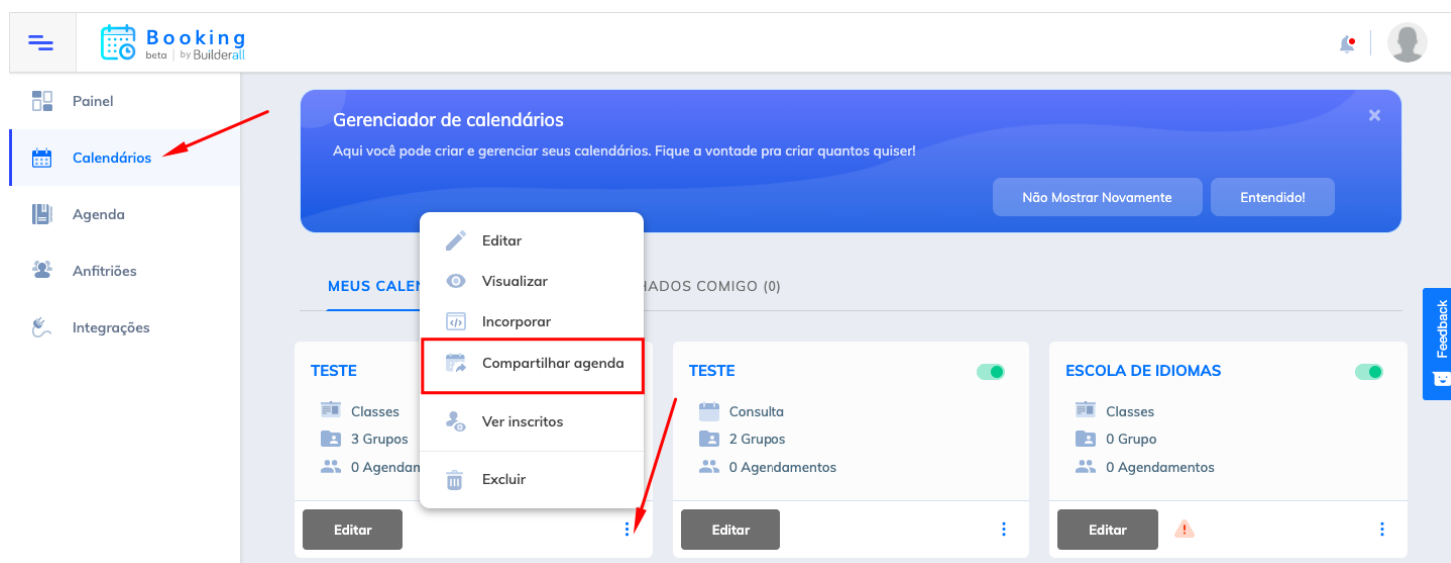 Booking
beta | by Builderall
Painel
Calendários
Agenda
Anfitriões
Integrações
Gerenciador de calendários
Aqui você pode criar e gerenciar seus calendários. Fique a vontade pra criar quantos quiser!
Não Mostrar Novamente
Entendido!
Editar
Visualizar
Incorporar
Compartilhar agenda
Ver inscritos
Excluir
MEUS
COMIGO (0)
TESTE
Classes
3 Grupos
0
Editar
TESTE
Consulta
2 Grupos
0 Agendamentos
Editar
ESCOLA DE IDIOMAS
Classes
0 Grupo
0 Agendamentos
Editar
Feedback